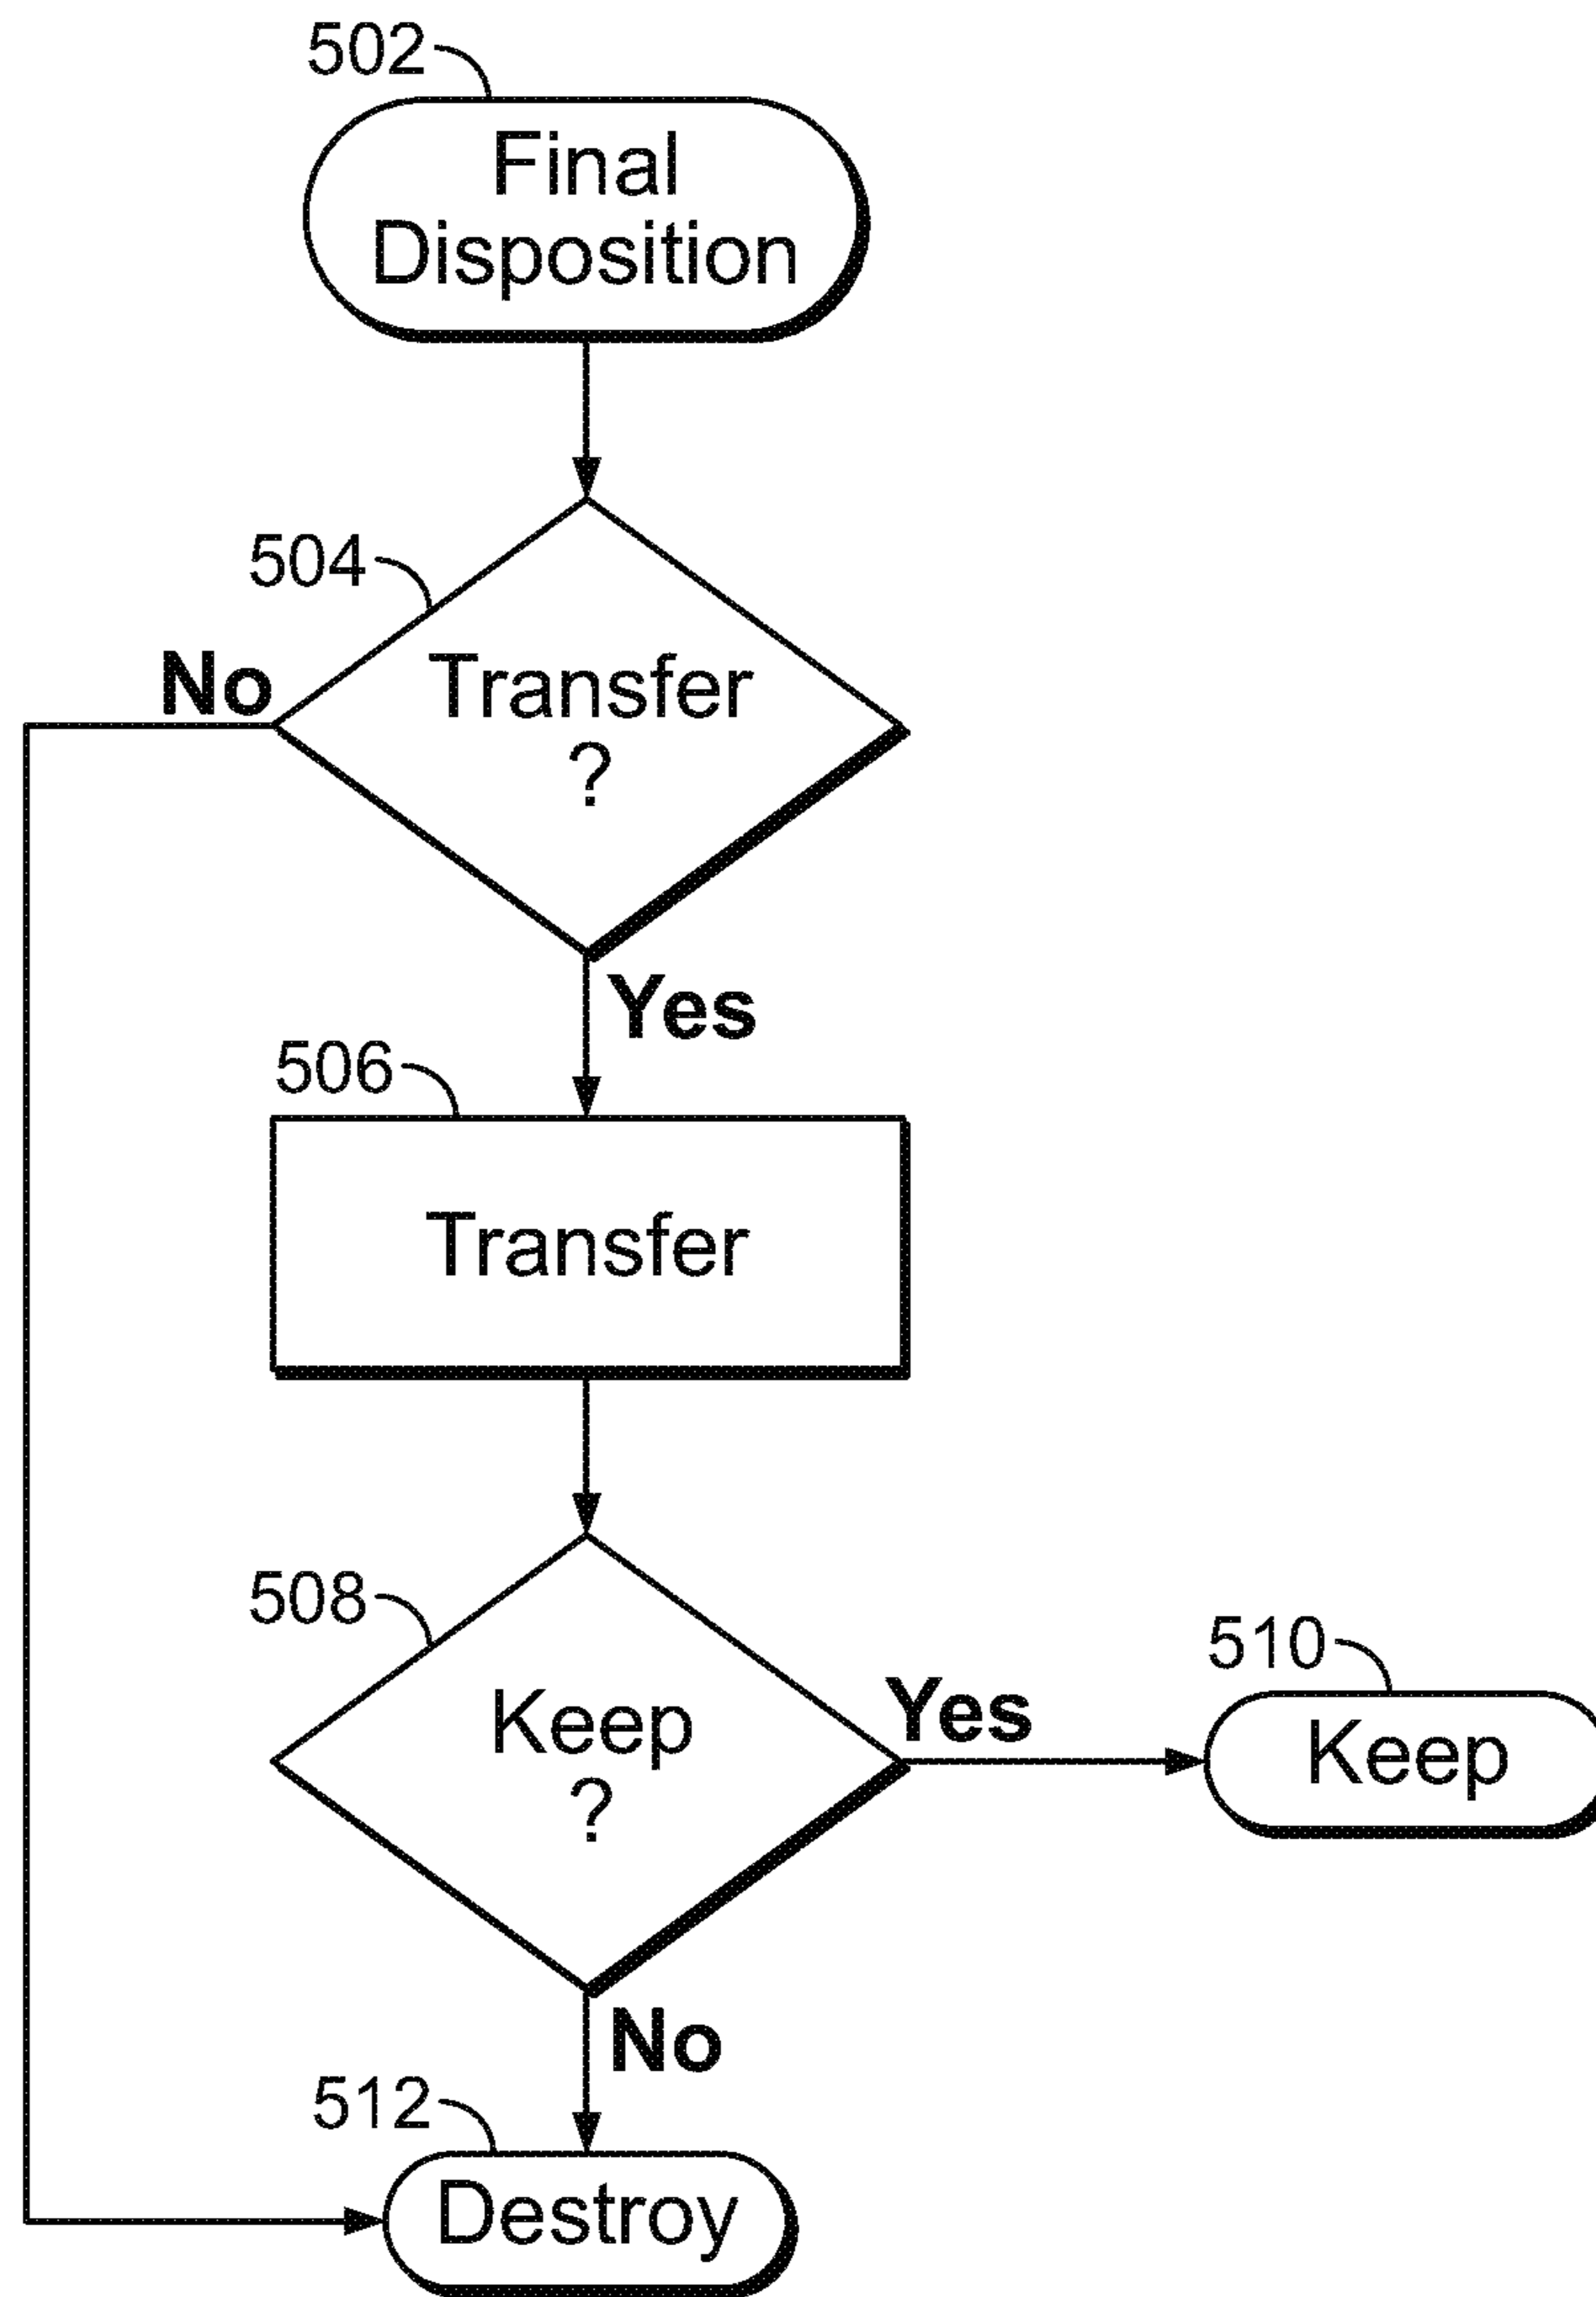 502
Final
Disposition
504
No
Transfer
?
Yes
506
Transfer
508
Keep
?
Yes
510
Keep
No
512
Destroy